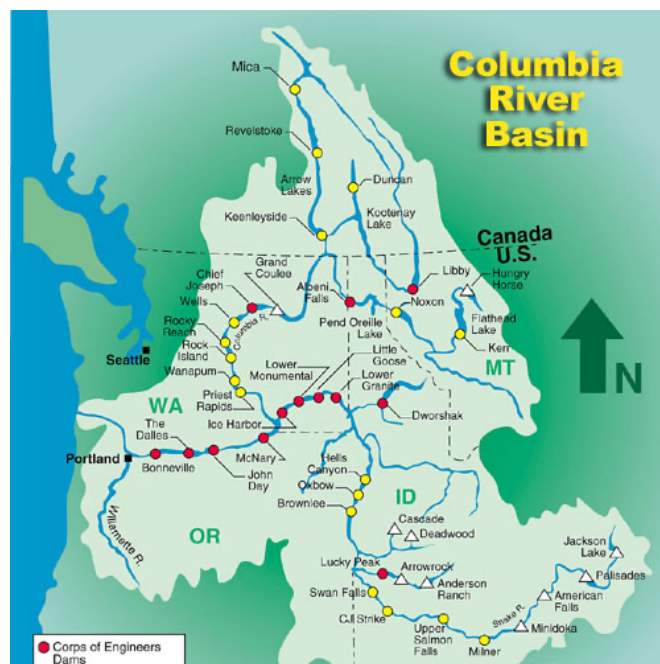 Columbia
River
Basin
Mica
Revelstoke
Arrow
Lakes
Duncan
Kootenay
Lake
Keenleyside
Canada
U.S.
Grand
Coulee
Chief
Joseph
Albeni
Falls
Libby
Hungry
Horse
Wells
Noxon
Columbia R.
Pend Oreille
Lake
Flathead
Lake
Rocky
Reach
Rock
Island
Seattle
Kerr
Little
Goose
Wanapum
Lower
Monumental
Lower
Granite
MT
N
WA
Priest
Rapids
Ice Harbor
Dworshak
The
Dalles
McNary
Hells
Canyon
Portland
Bonneville
John
Day
Oxbow
ID
Brownlee
Willamette R.
OR
Cascade
Deadwood
Jackson
Lake
Lucky Peak
Arrowrock
Palisades
Anderson
Ranch
Swan Falls
American
Falls
Snake R.
CJ Strike
Upper
Salmon
Falls
Minidoka
Milner
Corps of Engineers
Dams